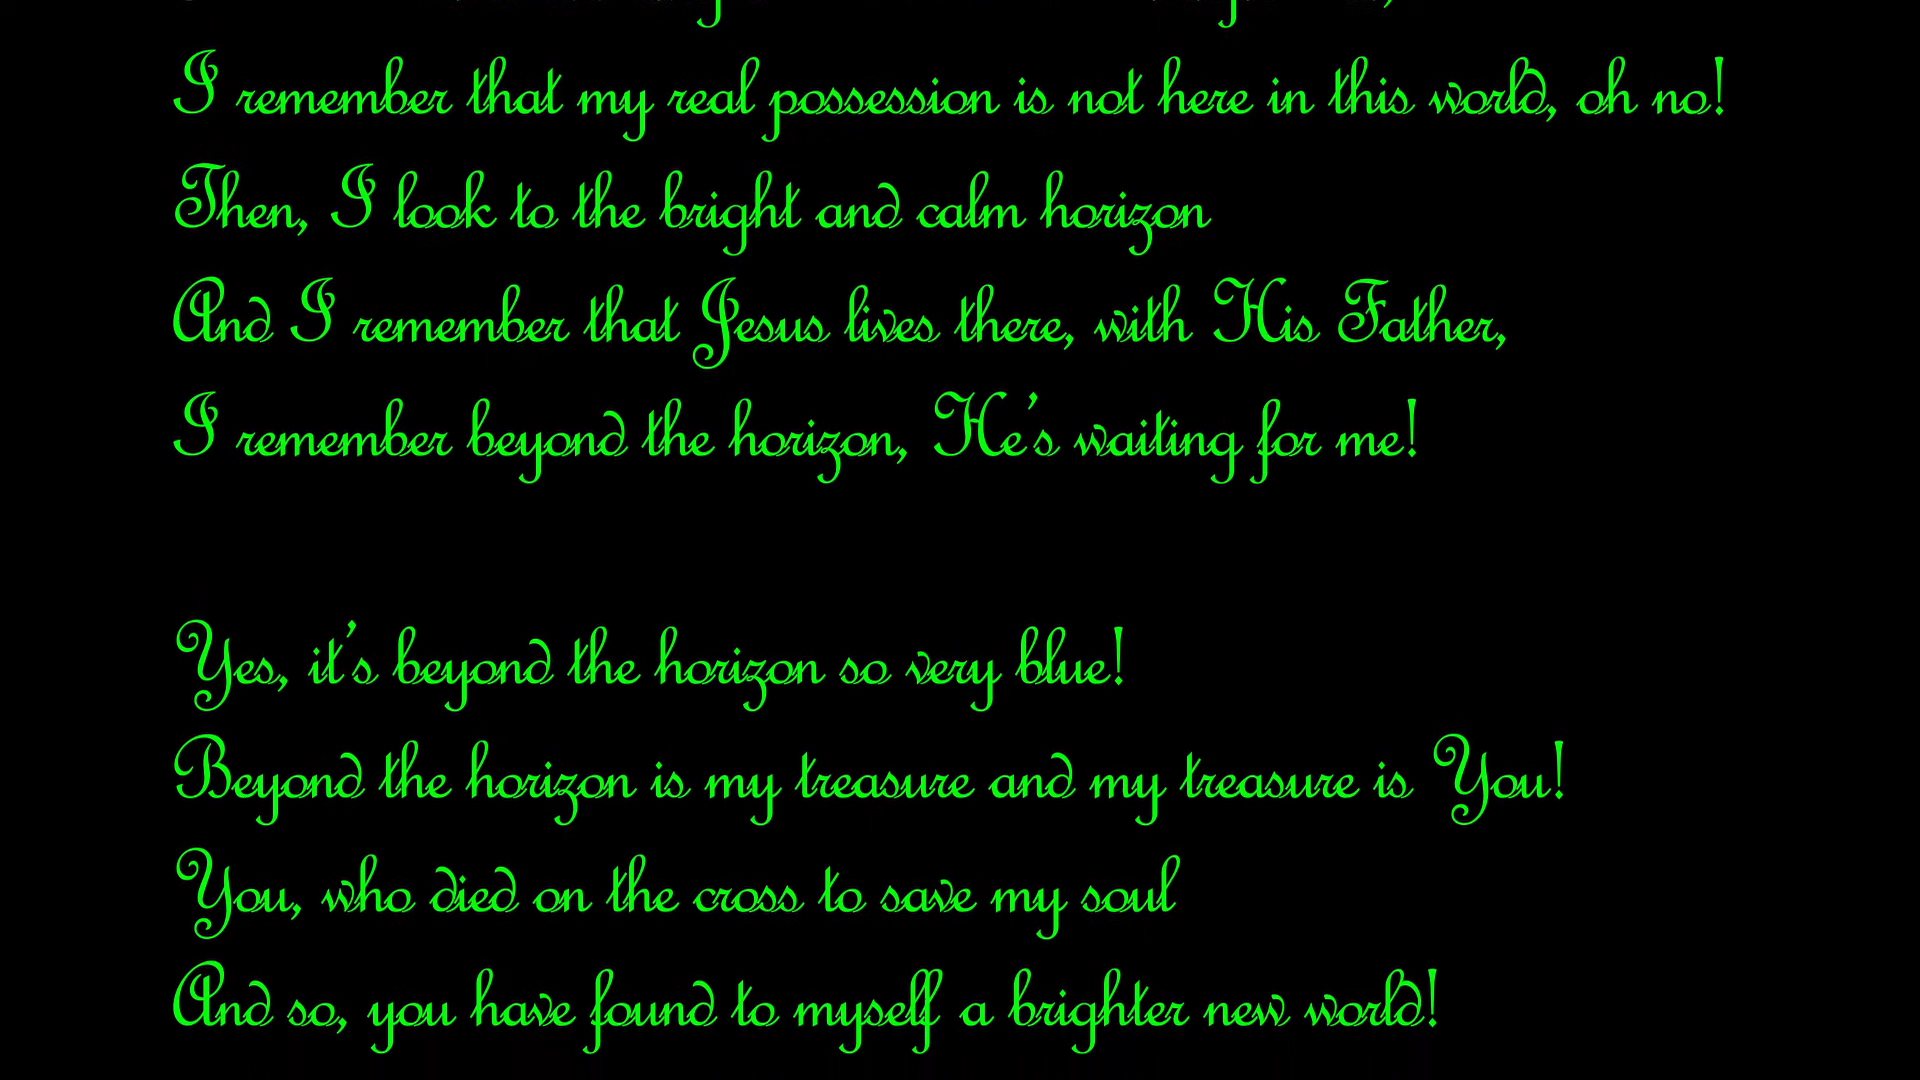 I remember that my real possession is not here in this world, oh no!
Then, I look to the bright and calm horizon
And I remember that Jesus lives there, with His Father,
I remember beyond the horizon, He's waiting for me!
Yes, it's beyond the horizon so very blue!
Beyond the horizon is my treasure and my treasure is You!
You, who died on the cross to save my soul
And so, you have found to myself a brighter new world!